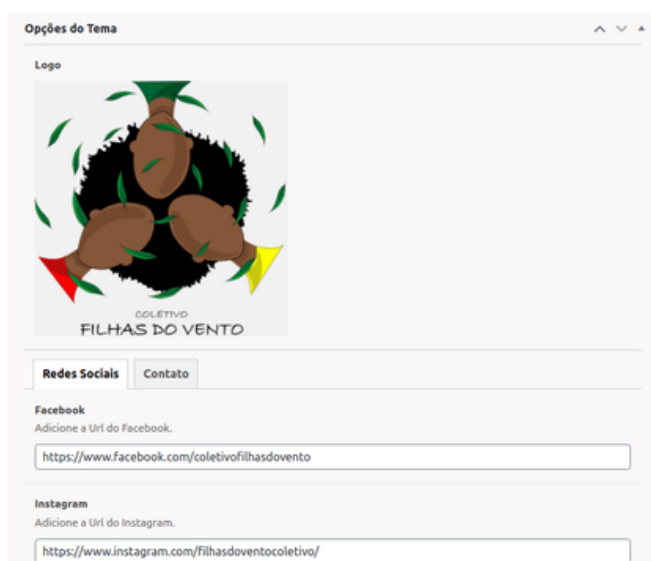 Opções do Tema
Logo
COLETIVO
FILHAS DO VENTO
Redes Sociais Contato
Facebook
Adicione a Url do Facebook.
https://www.facebook.com/coletivofilhasdovento
Instagram
Adicione a Url do Instagram.
https://www.instagram.com/filhasdoventocoletivo/